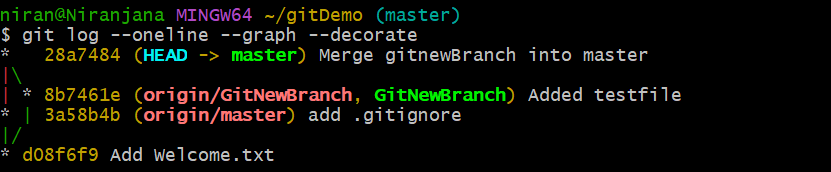 niran@Niranjana MINGW64 ~/gitDemo (master)
$ git log --oneline --graph --decorate
*   28a7484 (HEAD -> master) Merge gitnewBranch into master
|\
| * 8b7461e (origin/GitNewBranch, GitNewBranch) Added testfile
* | 3a58b4b (origin/master) add .gitignore
|/
* d08f6f9 Add Welcome.txt